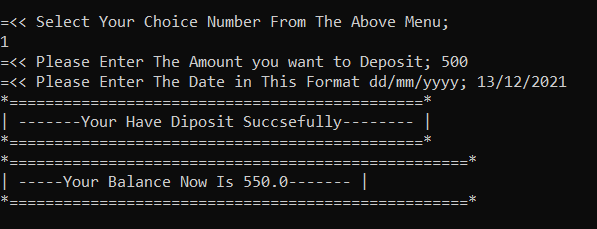 =<< Select Your Choice Number From The Above Menu;
1
=<< Please Enter The Amount you want to Deposit; 500
=<< Please Enter The Date in This Format dd/mm/yyyy; 13/12/2021
*==============================================*
| -------Your Have Diposit Succsefully-------- |
*==============================================*
*===================================================*
| -----Your Balance Now Is 550.0------- |
*===================================================*